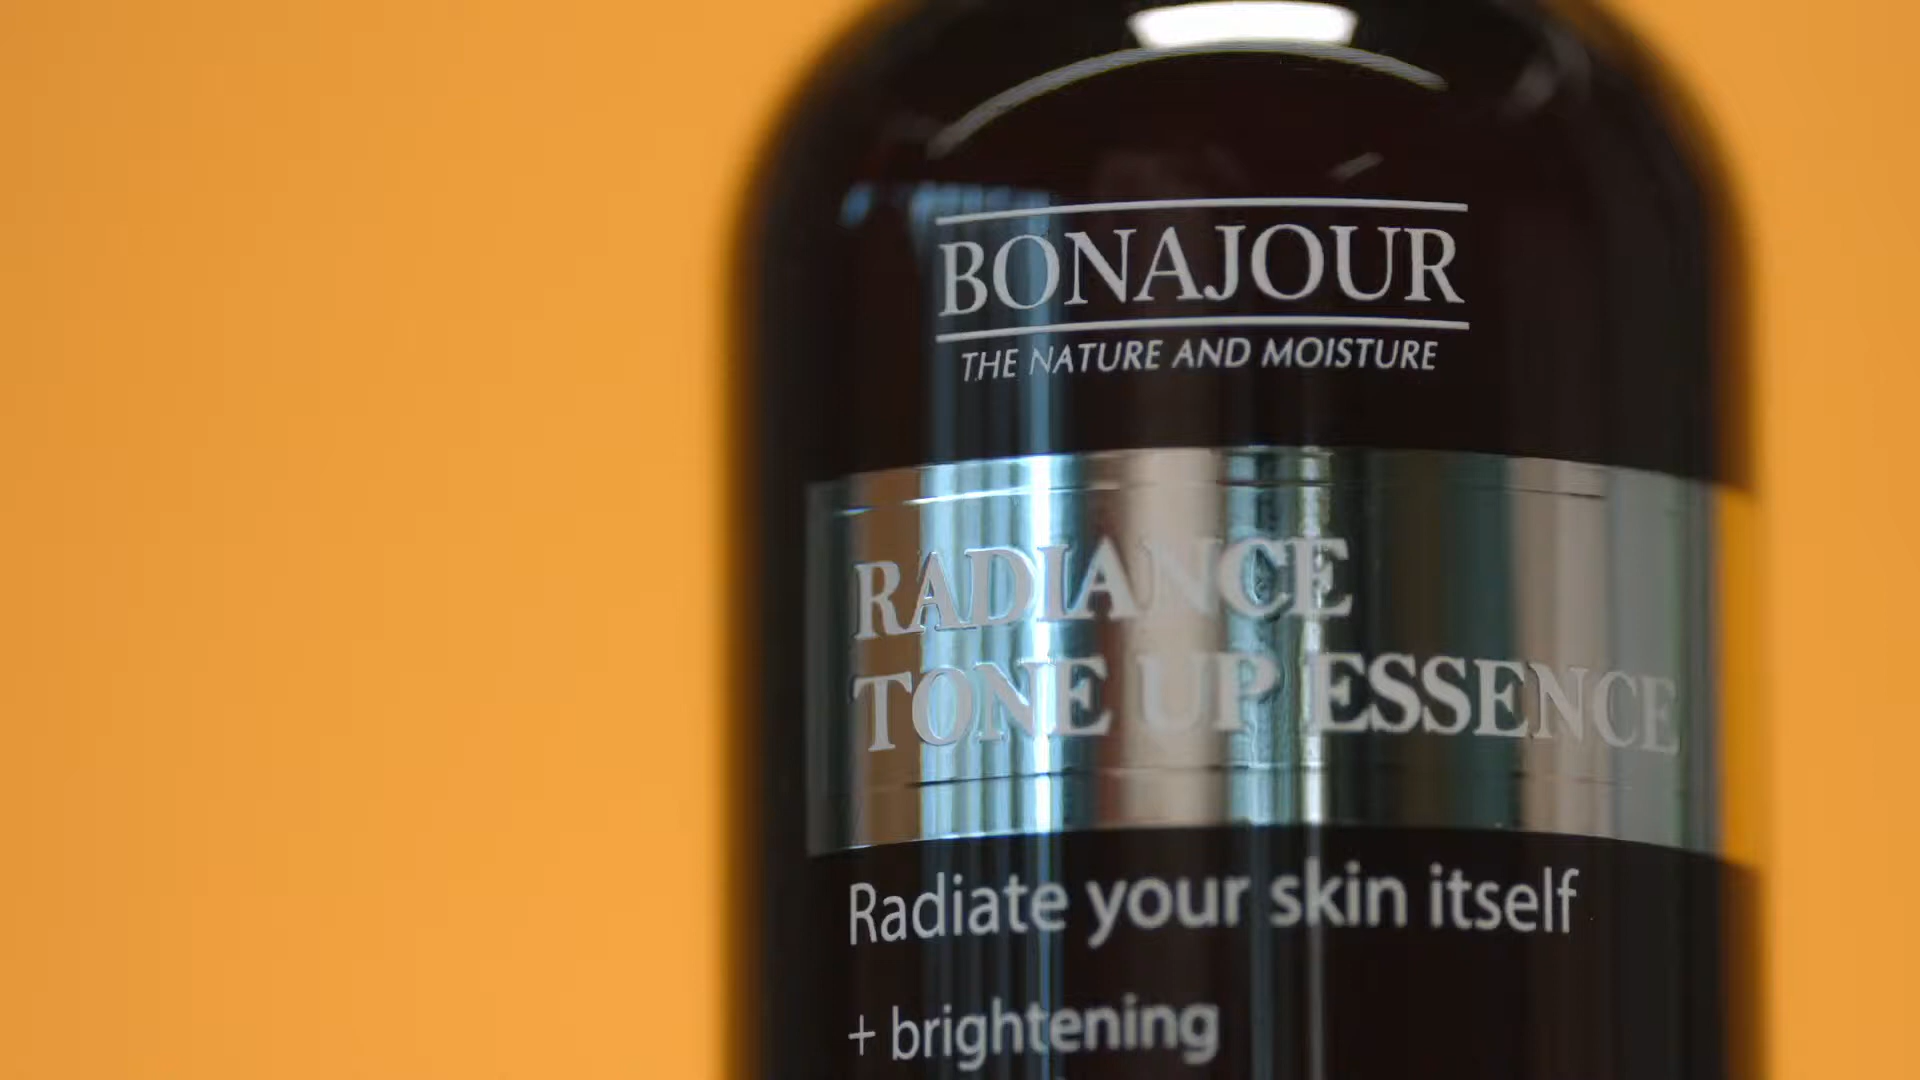 BONAJOUR
THE NATURE AND MOISTURE
RADIANCE
TONE UP ESSENCE
Radiate your skin itself
+ brightening